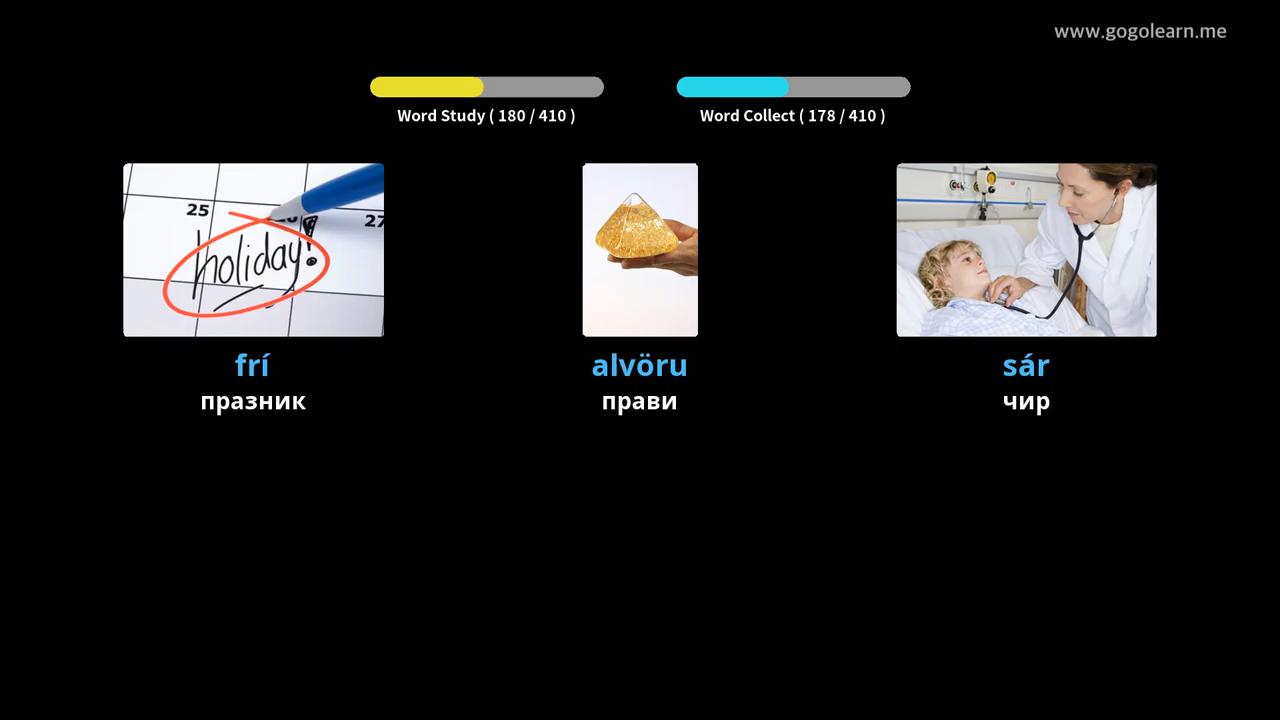 www.gogolearn.me
Word Study ( 180 / 410 )
Word Collect ( 178 / 410 )
25
27
holiday!
frí
alvöru
sár
празник
прави
чир